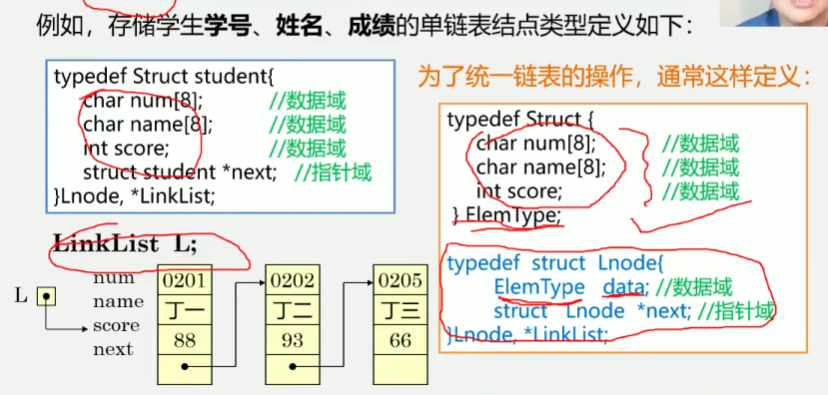 例如，存储学生学号、姓名、成绩的单链表结点类型定义如下：
typedef Struct student{
char num[8]; //数据域
char name[8]; //数据域
int score; //数据域
struct student *next; //指针域
}Lnode, *LinkList;
为了统一链表的操作，通常这样定义：
typedef Struct {
char num[8]; //数据域
char name[8]; //数据域
int score; //数据域
} ElemType;
typedef struct Lnode{
ElemType data; //数据域
struct Lnode *next; //指针域
}Lnode, *LinkList;
LinkList L;
L
num 0201 0202 0205
name 丁一 丁二 丁三
score 88 93 66
next